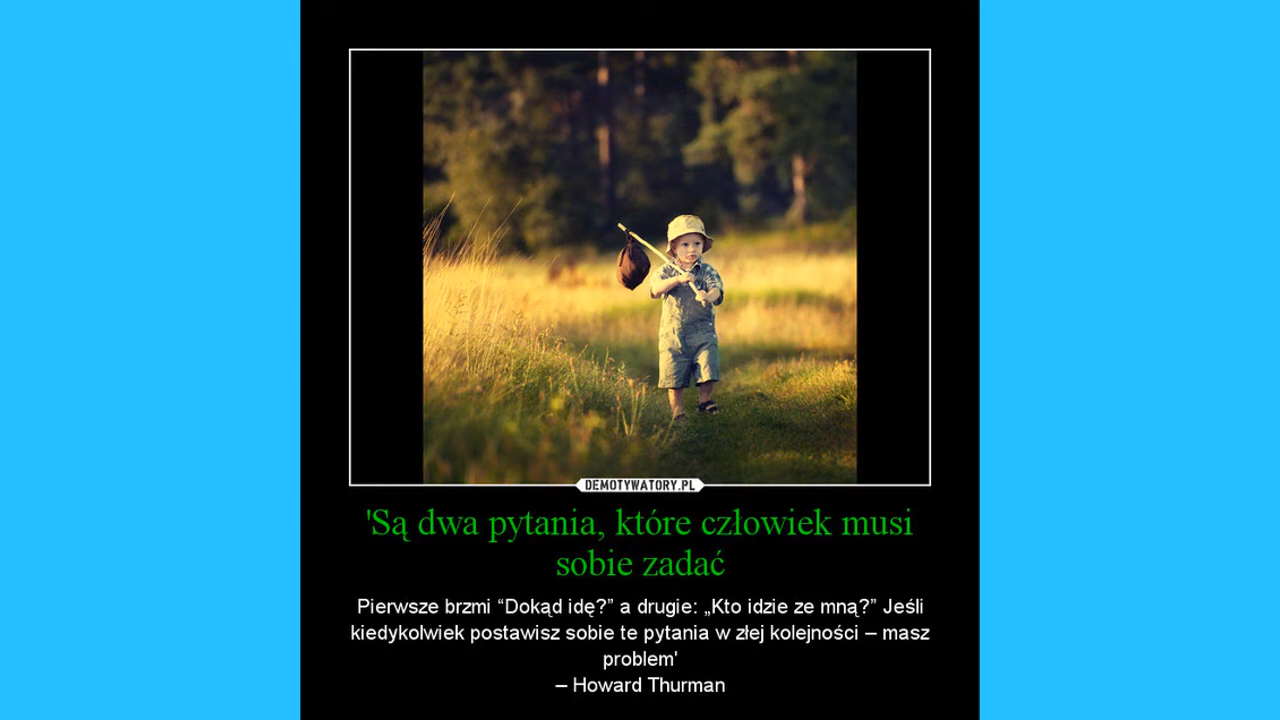 DEMOTYWATORY.PL
'Są dwa pytania, które człowiek musi
sobie zadać
Pierwsze brzmi “Dokąd idę?” a drugie: „Kto idzie ze mną?” Jeśli
kiedykolwiek postawisz sobie te pytania w złej kolejności – masz
problem'
– Howard Thurman